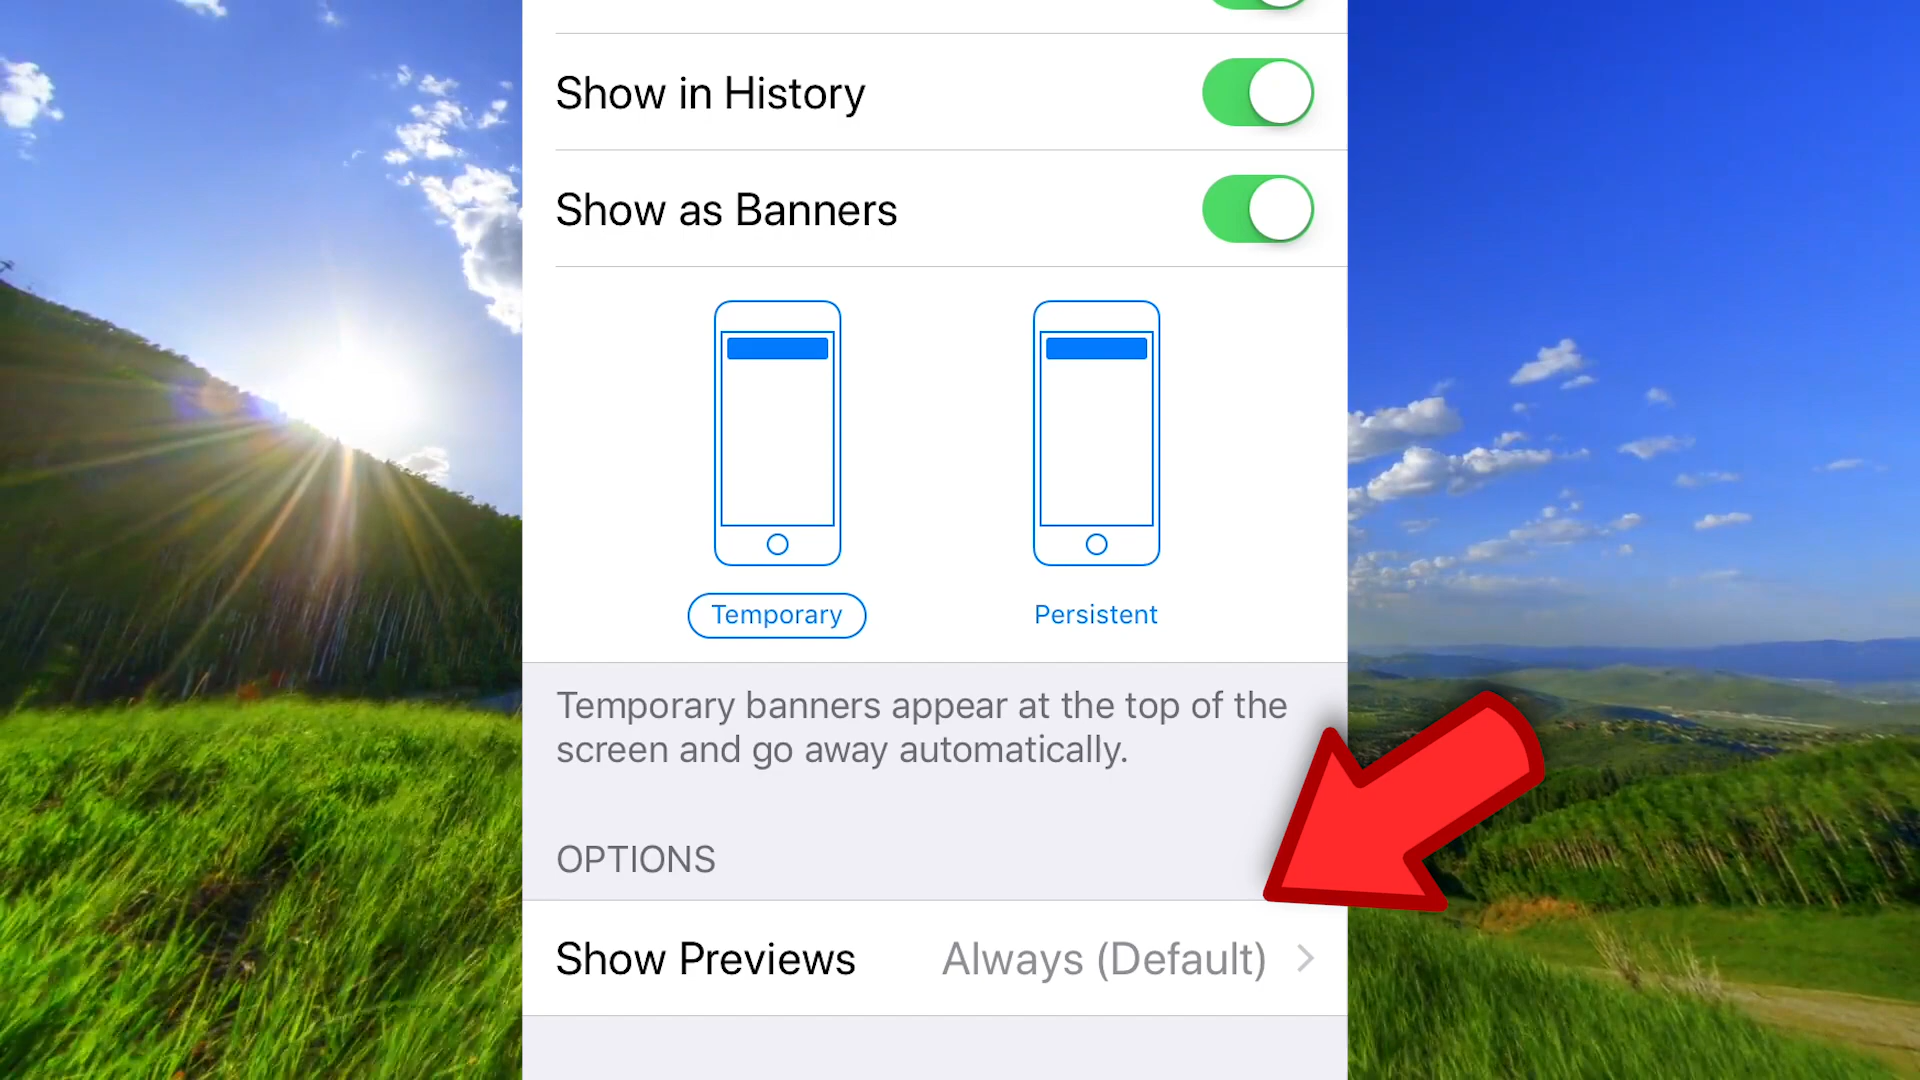 Show in History
Show as Banners
Temporary
Persistent
Temporary banners appear at the top of the
screen and go away automatically.
OPTIONS
Show Previews
Always (Default)